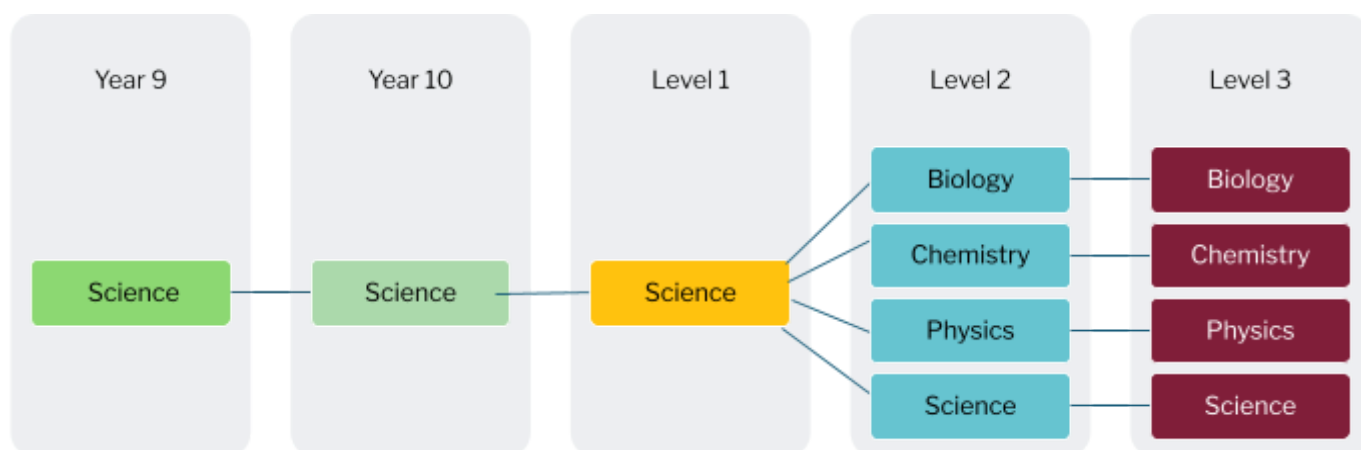 Year 9
Year 10
Level 1
Level 2
Level 3
Biology
Biology
Chemistry
Chemistry
Science
Science
Science
Physics
Physics
Science
Science